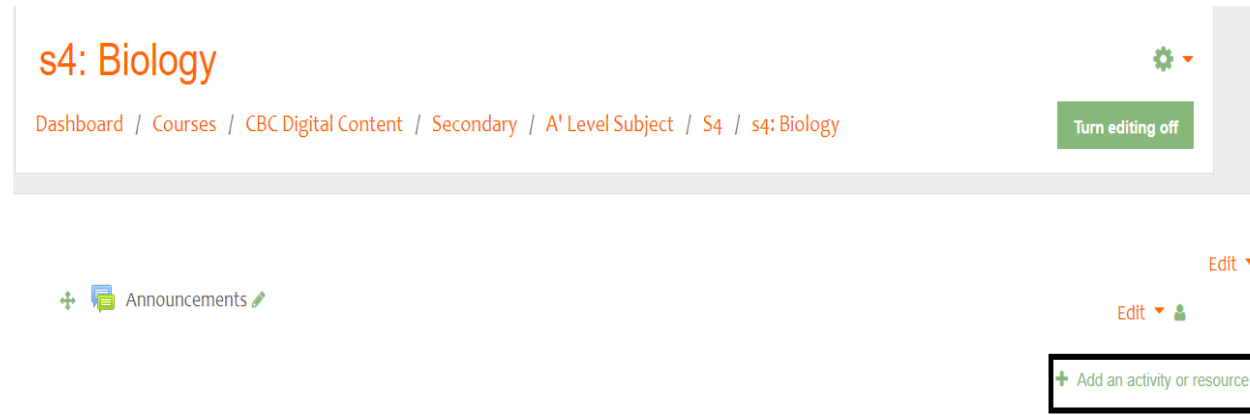 s4: Biology
Dashboard / Courses / CBC Digital Content / Secondary / A' Level Subject / S4 / s4: Biology
Turn editing off
Edit
Announcements
Edit
+ Add an activity or resource